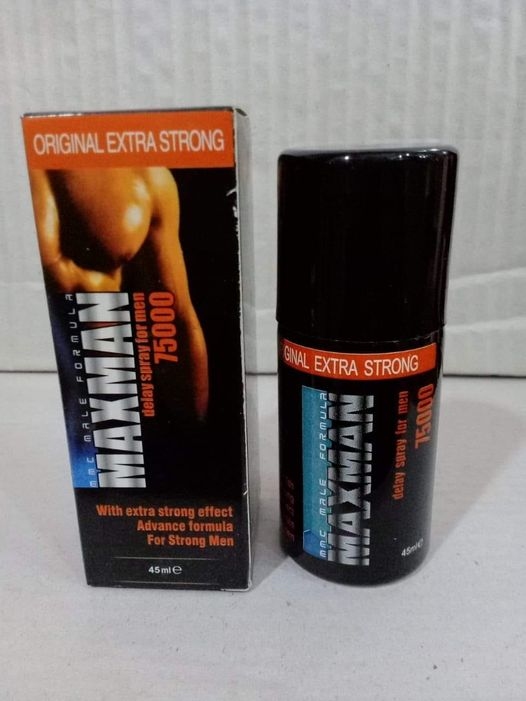 ORIGINAL EXTRA STRONG
MMC MALE FORMULA
MAXMAN
delay spray for men
75000
With extra strong effect
Advance formula
For Strong Men
45ml e
GINAL EXTRA STRONG
MMC MALE FORMULA
MAXMAN
delay spray for men
75000
45ml e